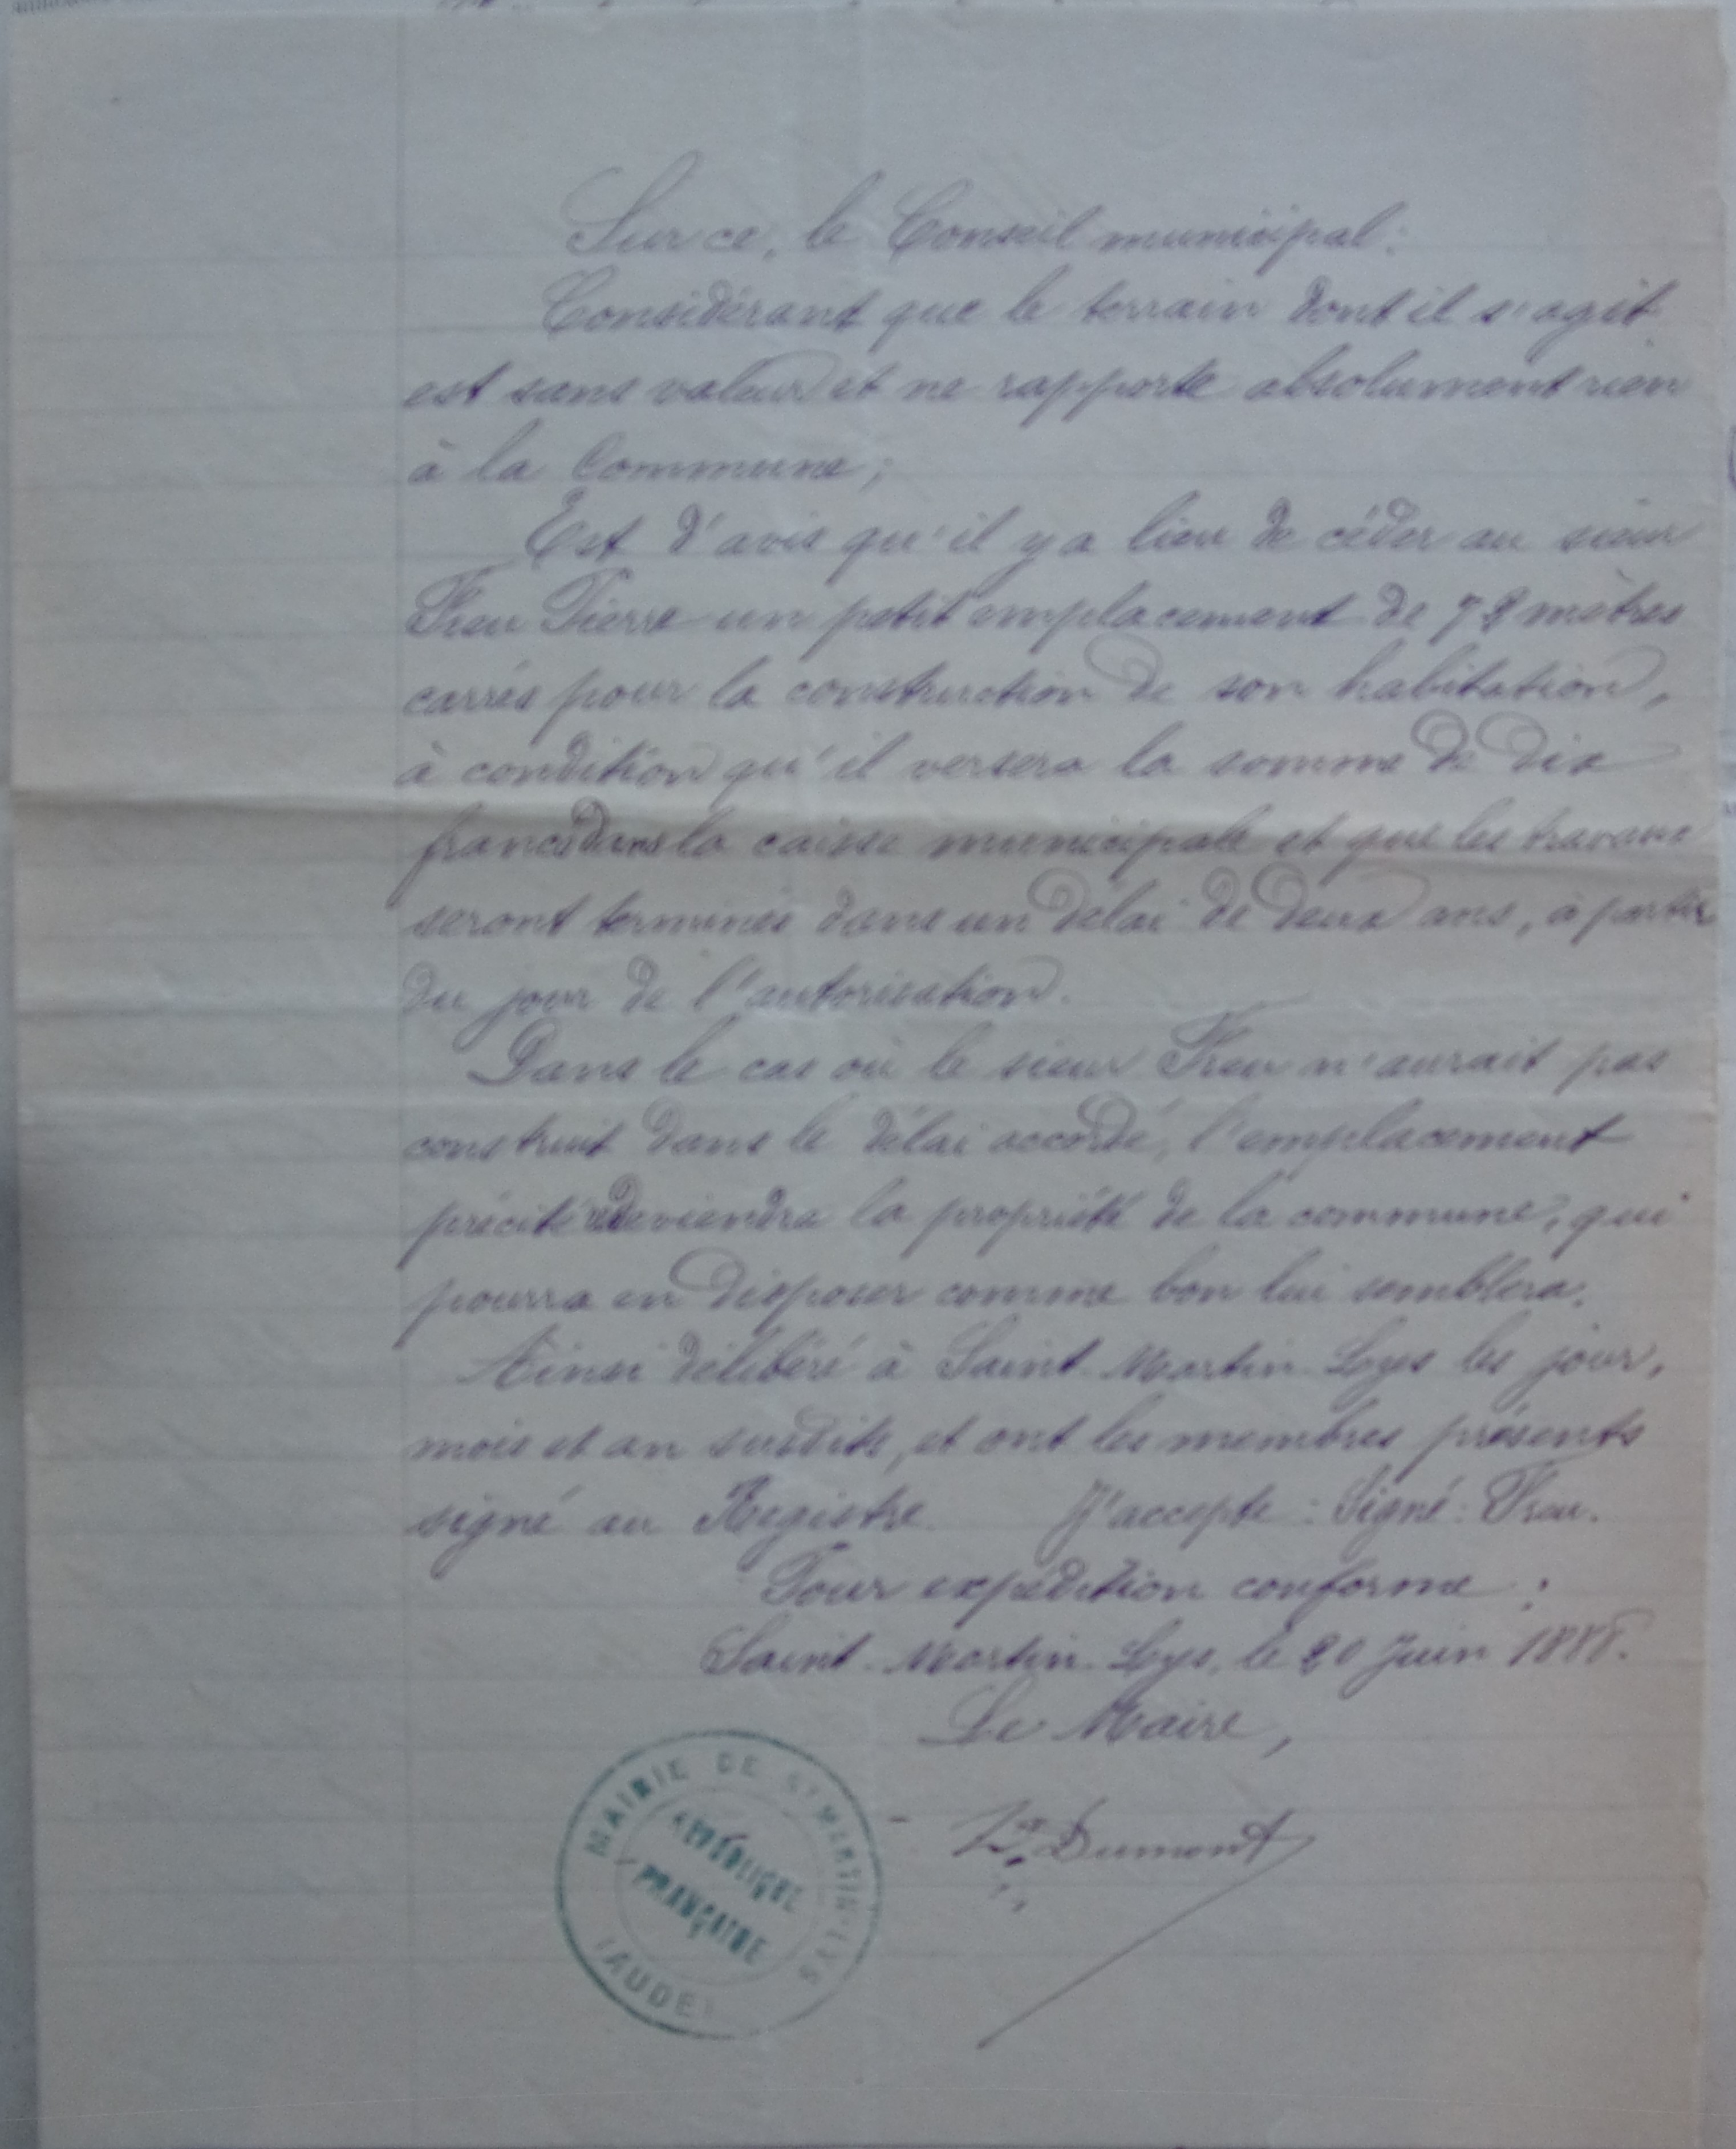 Sur ce, le Conseil municipal:
Considérant que le terrain dont il s'agit
est sans valeur et ne rapporte absolument rien
à la Commune;
Est d'avis qu'il y a lieu de céder au sieur
Freu Pierre un petit emplacement de 72 mètres
carrés pour la construction de son habitation,
à condition qu'il versera la somme de dix
francs dans la caisse municipale et que les travaux
seront terminés dans un délai de deux ans, à partir
du jour de l'autorisation.
Dans le cas où le sieur Freu n'aurait pas
construit dans le délai accordé, l'emplacement
précité redeviendra la propriété de la commune, qui
pourra en disposer comme bon lui semblera.
Ainsi délibéré à Saint-Martin-Lys les jour,
mois et an susdits, et ont les membres présents
signé au Registre. J'accepte: Signé: Freu.
Pour expédition conforme:
Saint-Martin-Lys, le 20 Juin 1888.
Le Maire,
Dumont
MAIRIE DE ST MARTIN-LYS
RÉPUBLIQUE
FRANÇAISE
(AUDE)